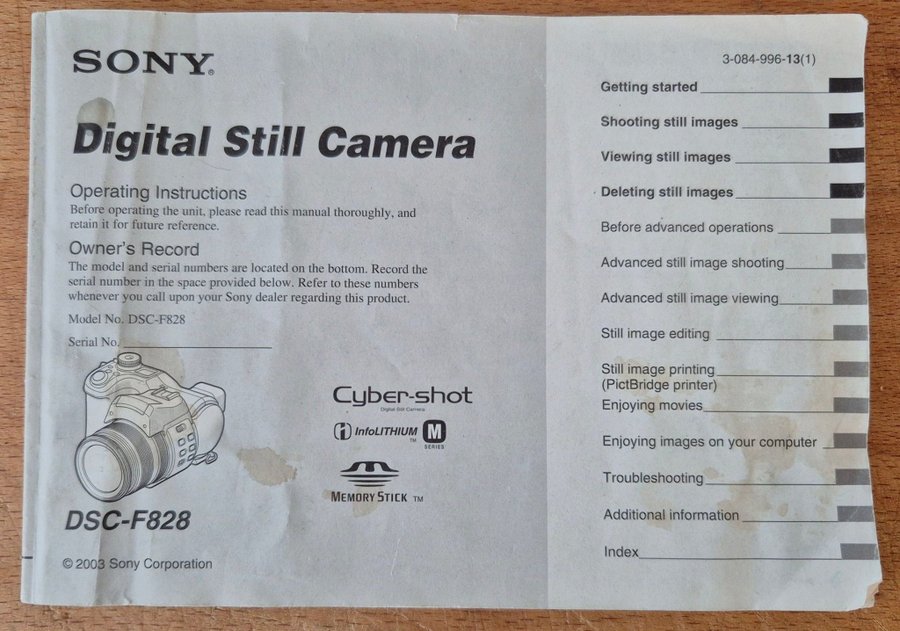 SONY®
Digital Still Camera
Operating Instructions
Before operating the unit, please read this manual thoroughly, and
retain it for future reference.
Owner's Record
The model and serial numbers are located on the bottom. Record the
serial number in the space provided below. Refer to these numbers
whenever you call upon your Sony dealer regarding this product.
Model No. DSC-F828
Serial No.
Cyber-shot
Digital Still Camera
InfoLITHIUM TM M SERIES
MEMORY STICK TM
DSC-F828
© 2003 Sony Corporation
3-084-996-13(1)
Getting started
Shooting still images
Viewing still images
Deleting still images
Before advanced operations
Advanced still image shooting
Advanced still image viewing
Still image editing
Still image printing
(PictBridge printer)
Enjoying movies
Enjoying images on your computer
Troubleshooting
Additional information
Index